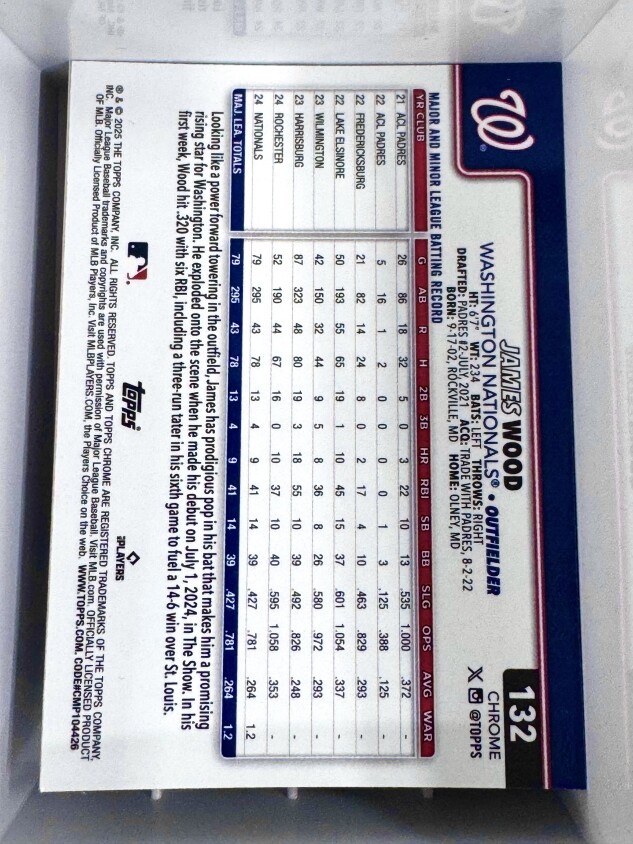 132
CHROME
X @TOPPS
W®
JAMES WOOD
WASHINGTON NATIONALS® • OUTFIELDER
HT: 6'7" WT: 234 BATS: LEFT THROWS: RIGHT
DRAFTED: PADRES #2-JULY, 2021 ACQ: TRADE WITH PADRES, 8-2-22
BORN: 9-17-02, ROCKVILLE, MD HOME: OLNEY, MD
MAJOR AND MINOR LEAGUE BATTING RECORD
YR CLUB G AB R H 2B 3B HR RBI SB BB SLG OPS AVG WAR
21 ACL PADRES 26 86 18 32 5 0 3 22 10 13 .535 1.000 .372 -
22 ACL PADRES 5 16 1 2 0 0 0 1 1 3 .125 .388 .125 -
22 FREDERICKSBURG 21 82 14 24 8 0 2 17 4 10 .463 .829 .293 -
22 LAKE ELSINORE 50 193 55 65 19 1 10 45 15 37 .601 1.054 .337 -
23 WILMINGTON 42 150 32 44 9 5 8 36 8 26 .580 .972 .293 -
23 HARRISBURG 87 323 48 80 19 3 18 55 10 39 .492 .826 .248 -
24 ROCHESTER 52 190 44 67 16 0 10 37 10 40 .595 1.058 .353 -
24 NATIONALS 79 295 43 78 13 4 9 41 14 39 .427 .781 .264 1.2
MAJ. LEA. TOTALS 79 295 43 78 13 4 9 41 14 39 .427 .781 .264 1.2
Looking like a power forward towering in the outfield, James has prodigious pop in his bat that makes him a promising
rising star for Washington. He exploded onto the scene when he made his debut on July 1, 2024, in The Show. In his
first week, Wood hit .320 with six RBI, including a three-run tater in his sixth game to fuel a 14-6 win over St. Louis.
topps
PLAYERS
® & © 2025 THE TOPPS COMPANY, INC. ALL RIGHTS RESERVED. TOPPS AND TOPPS CHROME ARE REGISTERED TRADEMARKS OF THE TOPPS COMPANY,
INC. Major League Baseball trademarks and copyrights are used with permission of Major League Baseball. Visit MLB.com. OFFICIALLY LICENSED PRODUCT
OF MLB Players, Inc. Officially Licensed Product of MLB Players, Inc. Visit MLBPLAYERS.COM, the Players Choice on the web. WWW.TOPPS.COM. CODE#CMP104426